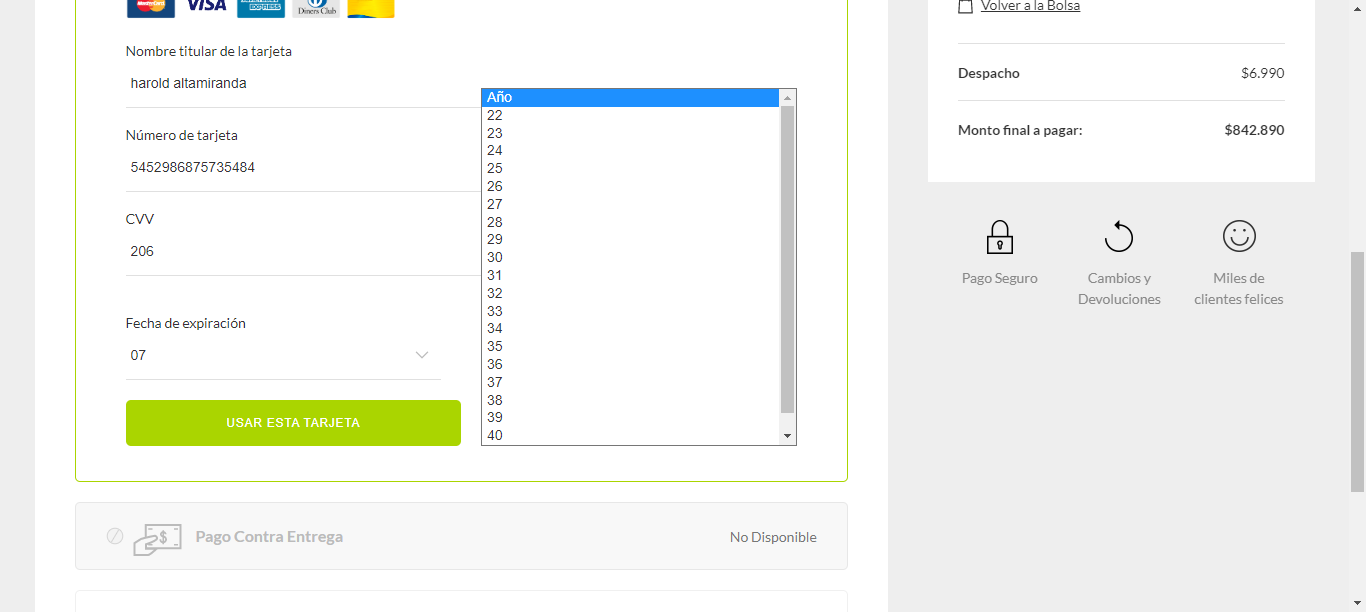 MasterCard
VISA
EXPRESS
Diners Club
Nombre titular de la tarjeta
harold altamiranda
Número de tarjeta
5452986875735484
CVV
206
Fecha de expiración
07
Año
22
23
24
25
26
27
28
29
30
31
32
33
34
35
36
37
38
39
40
USAR ESTA TARJETA
Pago Contra Entrega
No Disponible
Volver a la Bolsa
Despacho $6.990
Monto final a pagar: $842.890
Pago Seguro
Cambios y
Devoluciones
Miles de
clientes felices